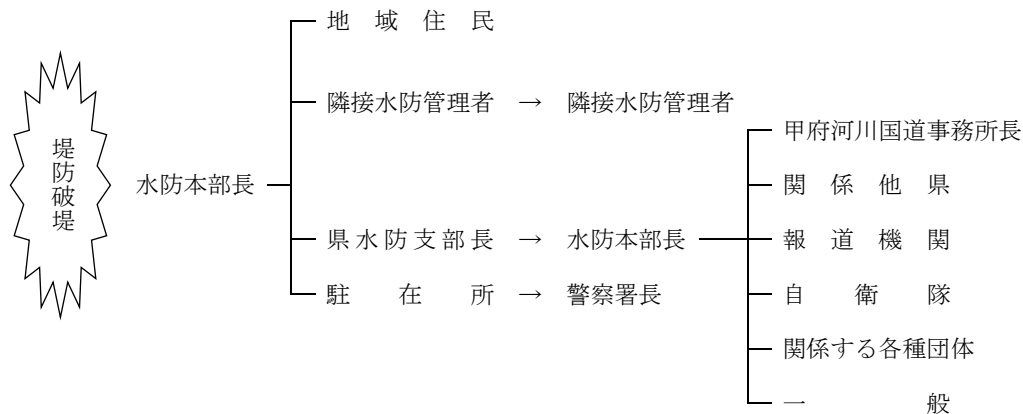 堤防破堤
水防本部長
地域住民
隣接水防管理者 → 隣接水防管理者
県水防支部長 → 水防本部長
駐在所 → 警察署長
甲府河川国道事務所長
関係他県
報道機関
自衛隊
関係する各種団体
一般